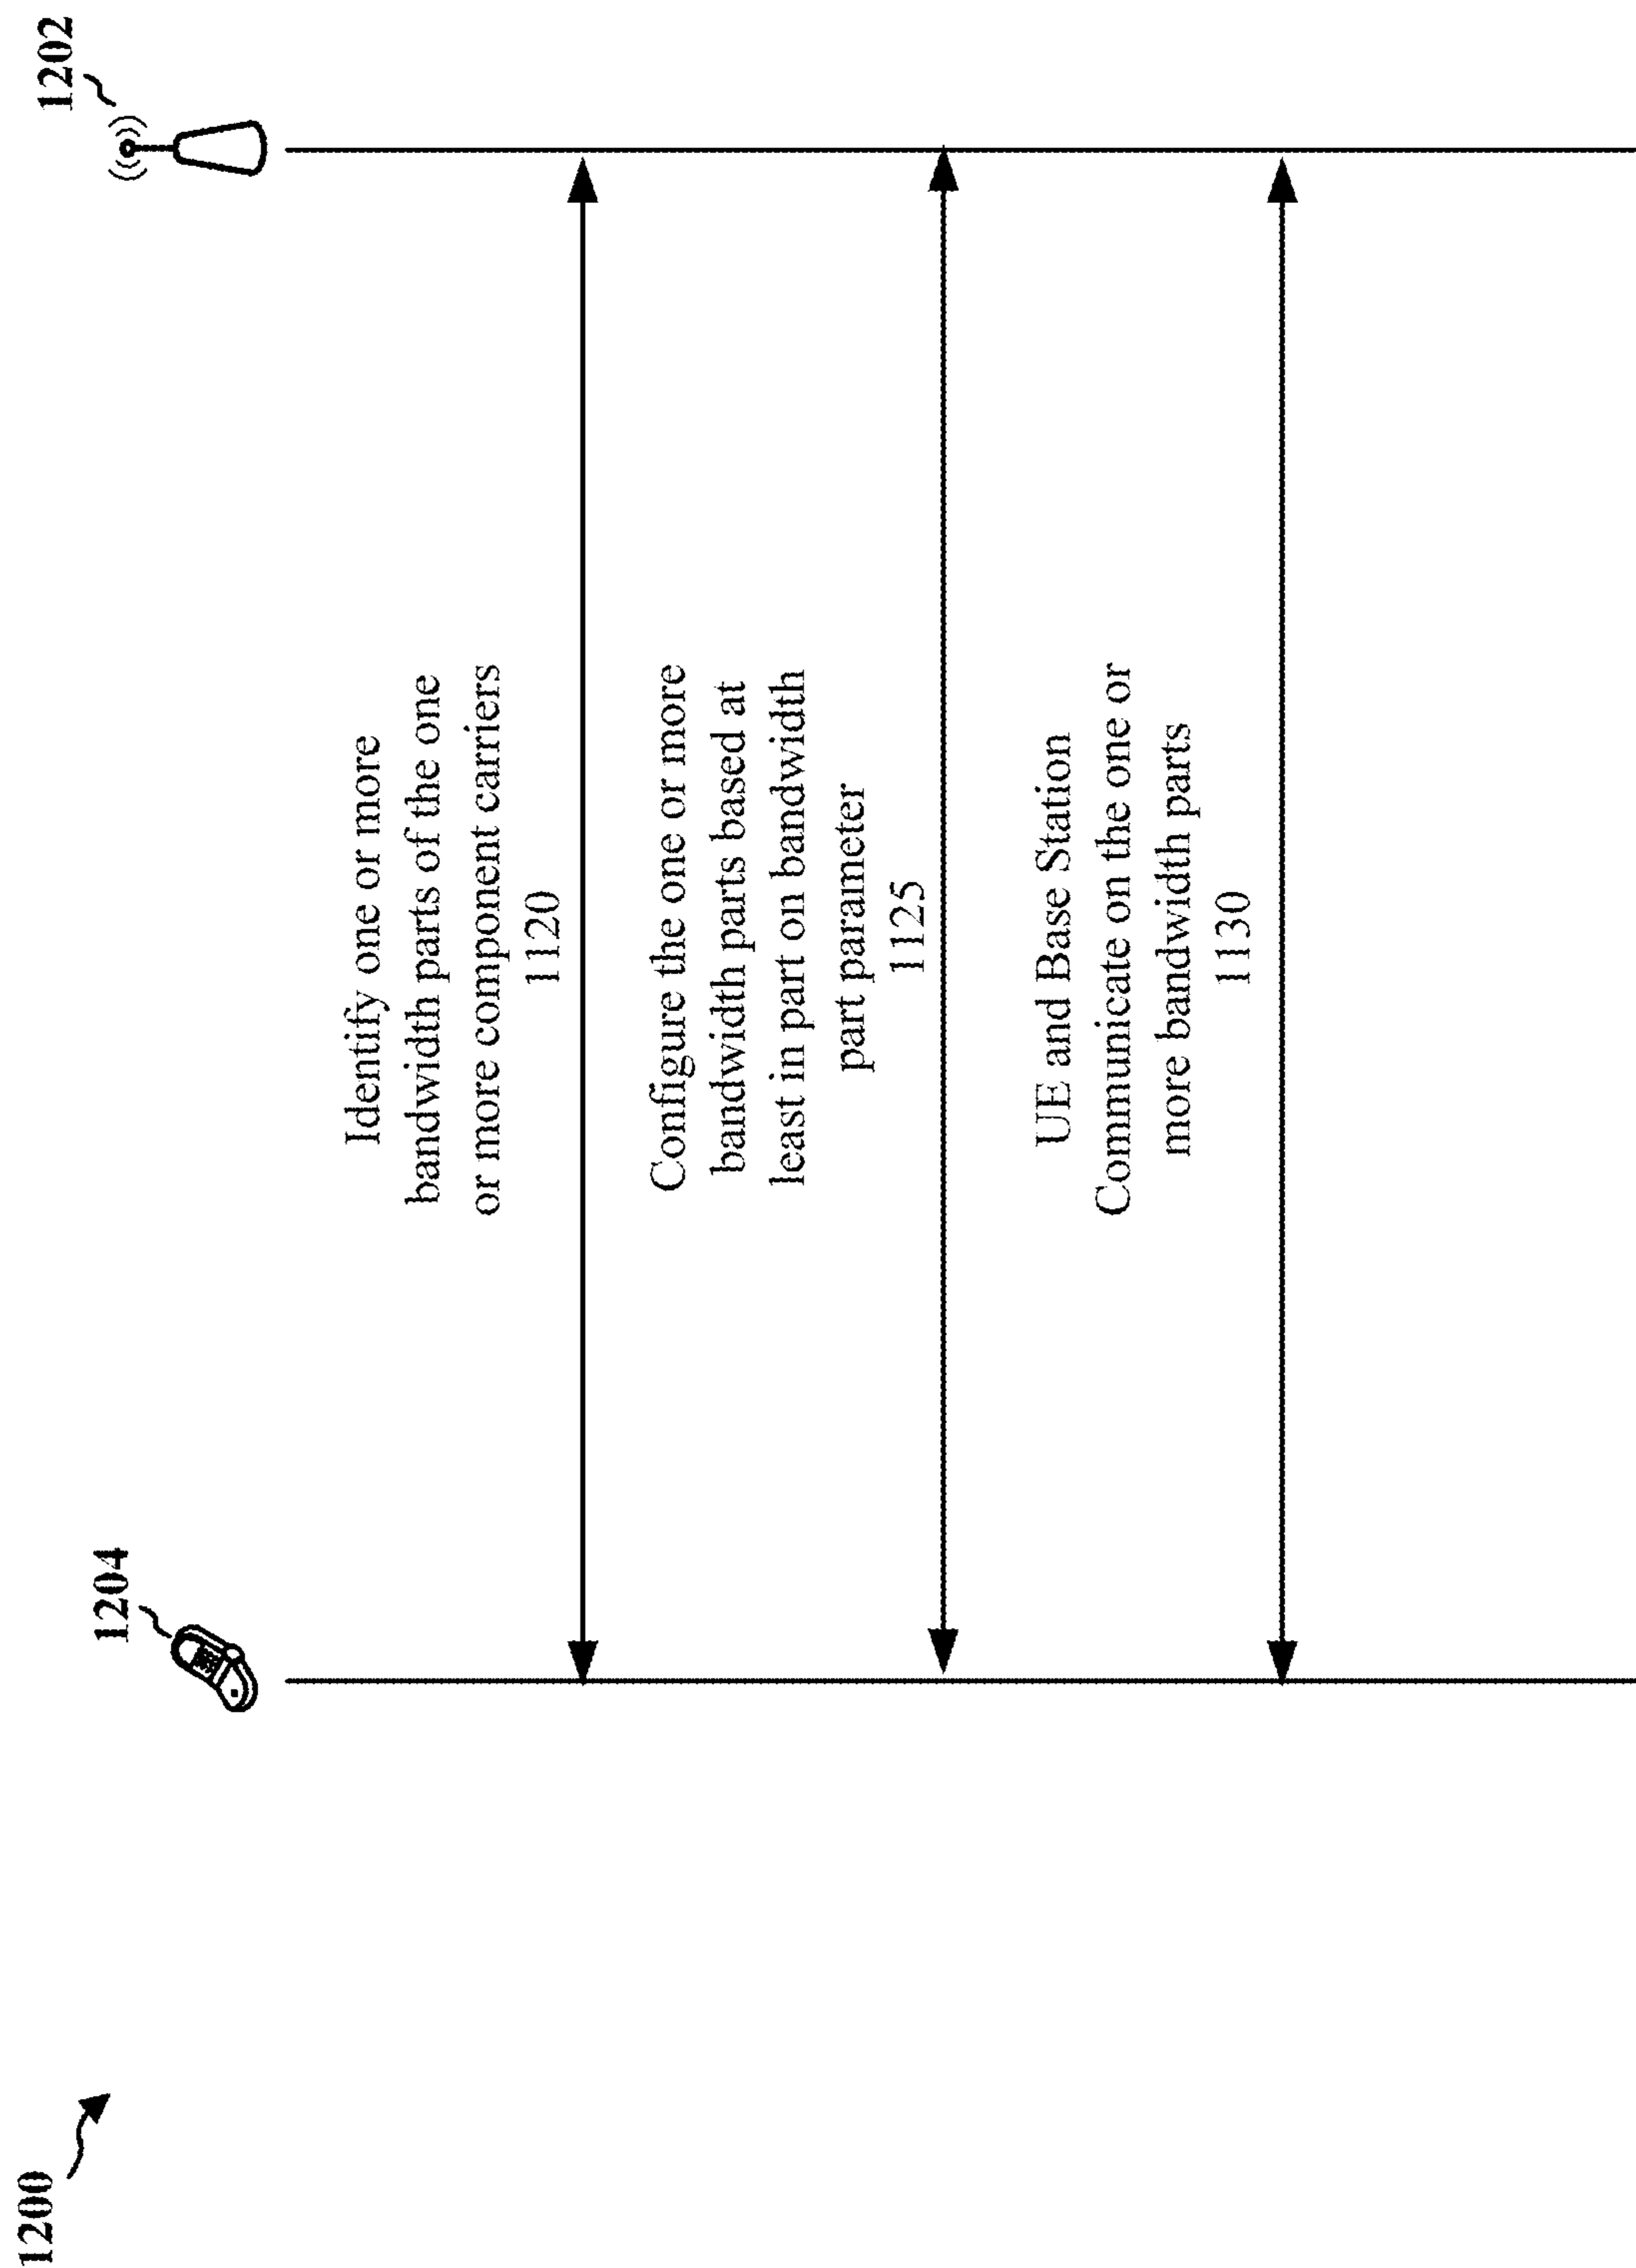 1200
1204
1202
Identify one or more
bandwidth parts of the one
or more component carriers
1120
Configure the one or more
bandwidth parts based at
least in part on bandwidth
part parameter
1125
UE and Base Station
Communicate on the one or
more bandwidth parts
1130